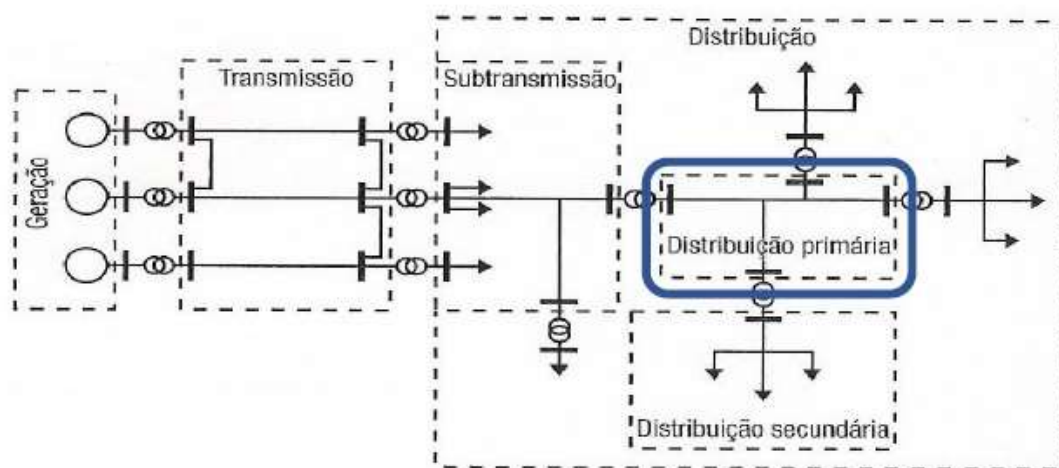 Distribuição
Transmissão
Subtransmissão
Geração
Distribuição primária
Distribuição secundária